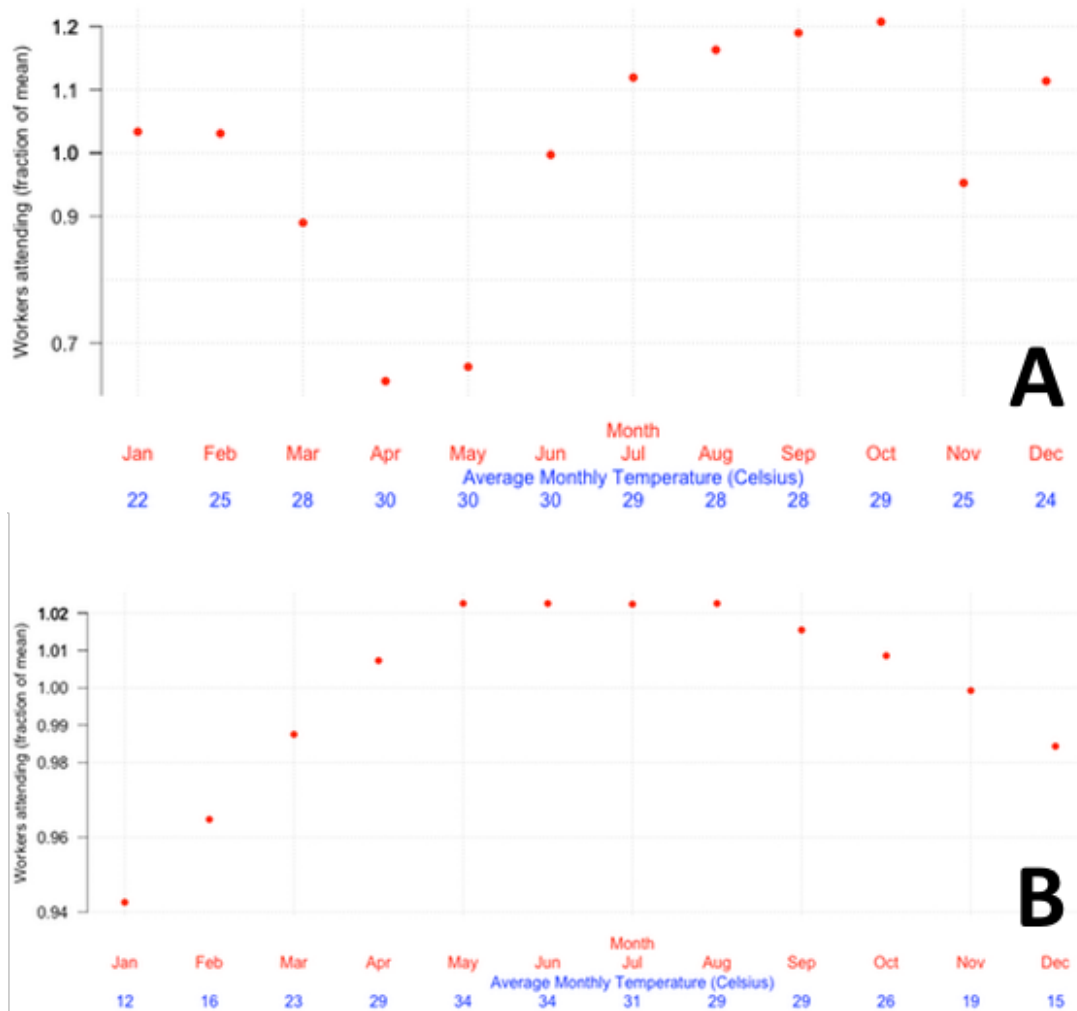 Workers attending (fraction of mean)
1.2
1.1
1.0
0.9
0.7
A
Month
Jan Feb Mar Apr May Jun Jul Aug Sep Oct Nov Dec
Average Monthly Temperature (Celsius)
22 25 28 30 30 30 29 28 28 29 25 24
Workers attending (fraction of mean)
1.02
1.01
1.00
0.99
0.98
0.96
0.94
B
Month
Jan Feb Mar Apr May Jun Jul Aug Sep Oct Nov Dec
Average Monthly Temperature (Celsius)
12 16 23 29 34 34 31 29 29 26 19 15